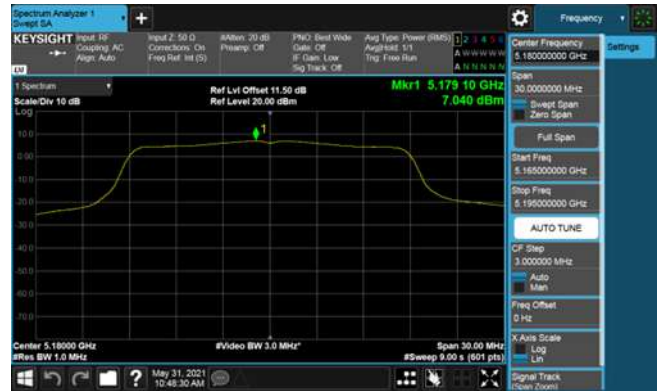 Spectrum Analyzer 1
Swept SA
+
Frequency
KEYSIGHT
Input: RF
Coupling: AC
Align: Auto
Input Z: 50 Ω
Corrections: On
Freq Ref: Int (S)
#Atten: 20 dB
Preamp: Off
PNO: Best Wide
Gate: Off
IF Gain: Low
Sig Track: Off
Avg Type: Power (RMS)
Avg|Hold: 1/1
Trig: Free Run
1 2 3 4 5 6
A W W W W W
A N N N N N
LXI
1 Spectrum
Scale/Div 10 dB
Ref Lvl Offset 11.50 dB
Ref Level 20.00 dBm
Mkr1 5.179 10 GHz
7.040 dBm
Log
1
10.0
0.00
-10.0
-20.0
-30.0
-40.0
-50.0
-60.0
-70.0
Center 5.18000 GHz
#Res BW 1.0 MHz
#Video BW 3.0 MHz*
Span 30.00 MHz
#Sweep 9.00 s (601 pts)
Center Frequency
5.180000000 GHz
Settings
Span
30.0000000 MHz
Swept Span
Zero Span
Full Span
Start Freq
5.165000000 GHz
Stop Freq
5.195000000 GHz
AUTO TUNE
CF Step
3.000000 MHz
Auto
Man
Freq Offset
0 Hz
X Axis Scale
Log
Lin
Signal Track
(Span Zoom)
?
May 31, 2021
10:48:30 AM